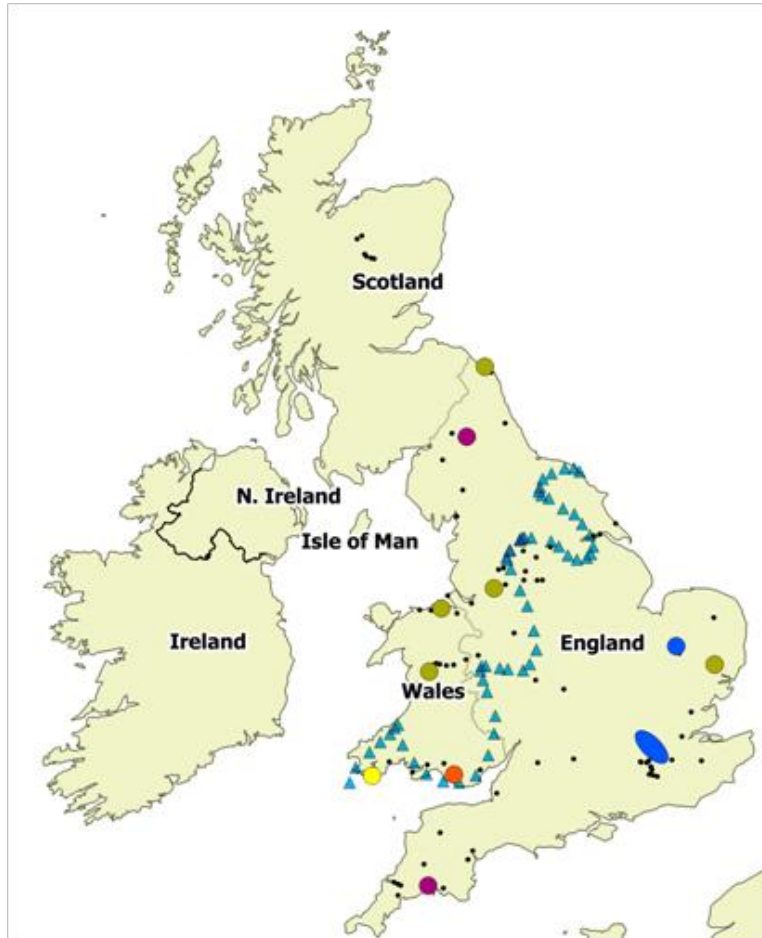 Scotland
N. Ireland
Isle of Man
Ireland
England
Wales